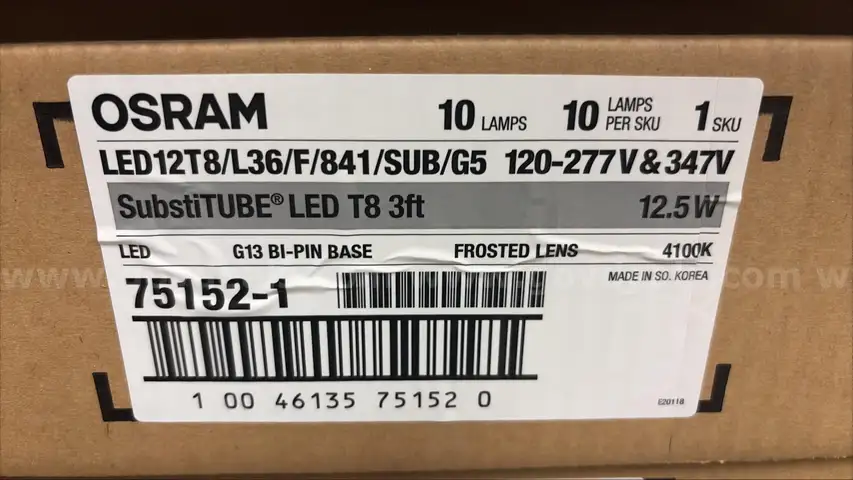 OSRAM 10 LAMPS 10 LAMPS PER SKU 1 SKU
LED12T8/L36/F/841/SUB/G5 120-277V & 347V
SubstiTUBE® LED T8 3ft 12.5W
LED G13 BI-PIN BASE FROSTED LENS 4100K
75152-1 MADE IN SO. KOREA
1 00 46135 75152 0
E20118